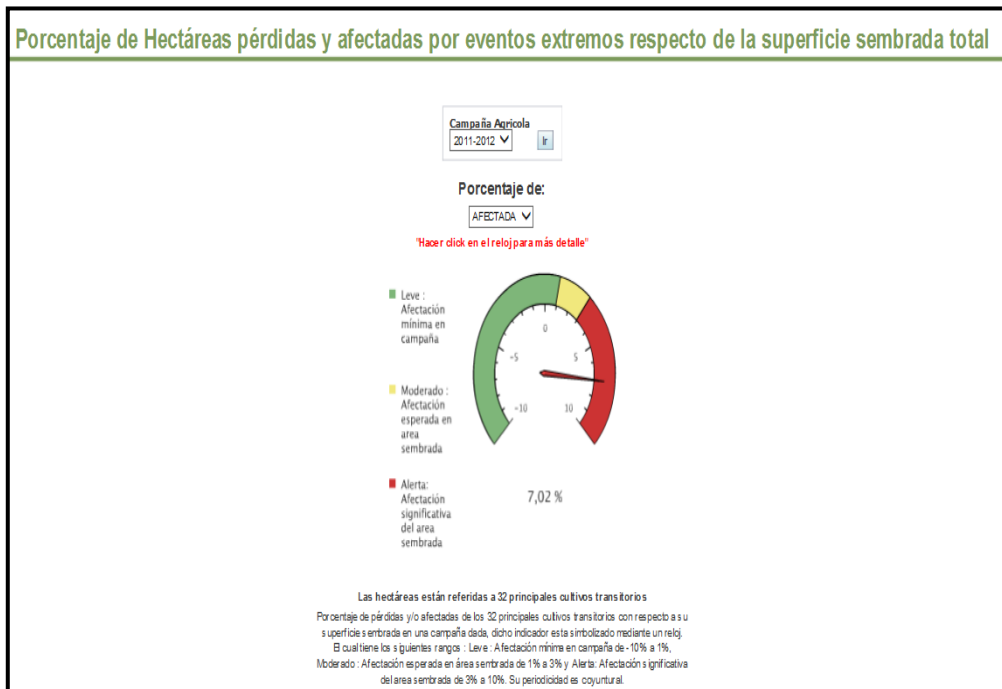 Porcentaje de Hectáreas pérdidas y afectadas por eventos extremos respecto de la superficie sembrada total
Campaña Agricola
2011-2012
Ir
Porcentaje de:
AFECTADA
"Hacer click en el reloj para más detalle"
Leve :
Afectación
mínima en
campaña
Moderado :
Afectación
esperada en
area
sembrada
Alerta:
Afectación
significativa
del area
sembrada
0
-5
5
-10
10
7,02 %
Las hectáreas están referidas a 32 principales cultivos transitorios
Porcentaje de pérdidas y/o afectadas de los 32 principales cultivos transitorios con respecto a su
superficie sembrada en una campaña dada, dicho indicador esta simbolizado mediante un reloj.
El cual tiene los siguientes rangos : Leve : Afectación mínima en campaña de -10% a 1%,
Moderado : Afectación esperada en área sembrada de 1% a 3% y Alerta: Afectación significativa
del area sembrada de 3% a 10%. Su periodicidad es coyuntural.